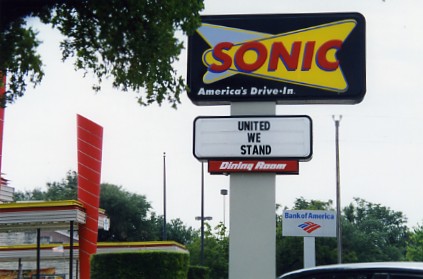 SONIC
America's Drive-In.
UNITED
WE
STAND
Dining Room
Bank of America